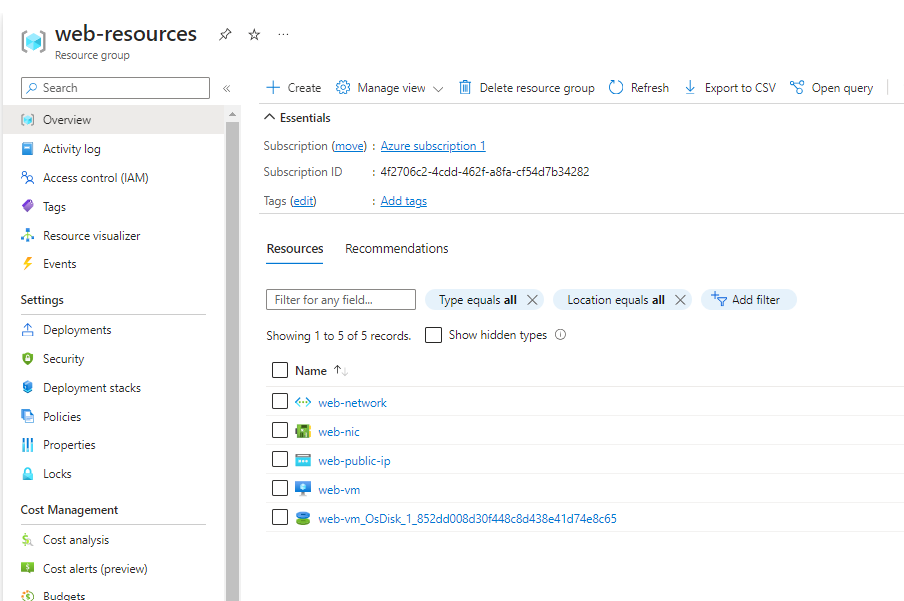 web-resources
Resource group
Search
Overview
Activity log
Access control (IAM)
Tags
Resource visualizer
Events
Settings
Deployments
Security
Deployment stacks
Policies
Properties
Locks
Cost Management
Cost analysis
Cost alerts (preview)
Budgets
Create Manage view Delete resource group Refresh Export to CSV Open query
Essentials
Subscription (move) : Azure subscription 1
Subscription ID : 4f2706c2-4cdd-462f-a8fa-cf54d7b34282
Tags (edit) : Add tags
Resources Recommendations
Filter for any field... Type equals all Location equals all Add filter
Showing 1 to 5 of 5 records. Show hidden types
Name
web-network
web-nic
web-public-ip
web-vm
web-vm_OsDisk_1_852dd008d30f448c8d438e41d74e8c65